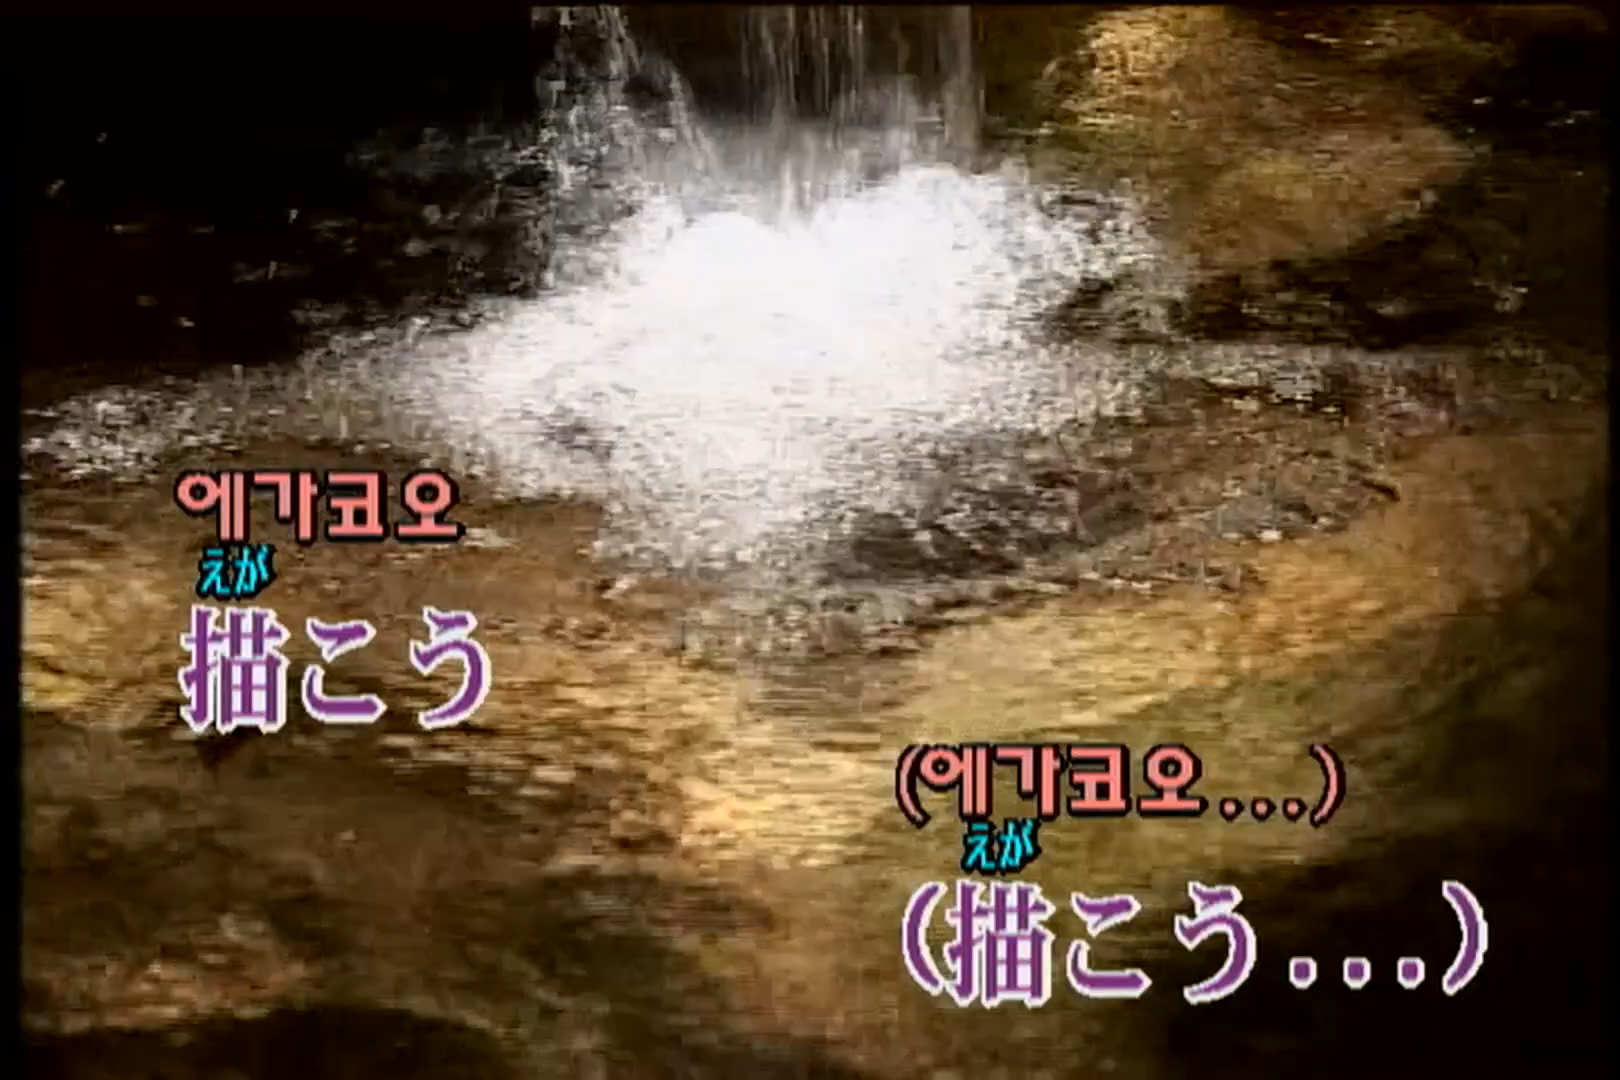 에가코오
えが
描こう
(에가코오...)
えが
(描こう...)